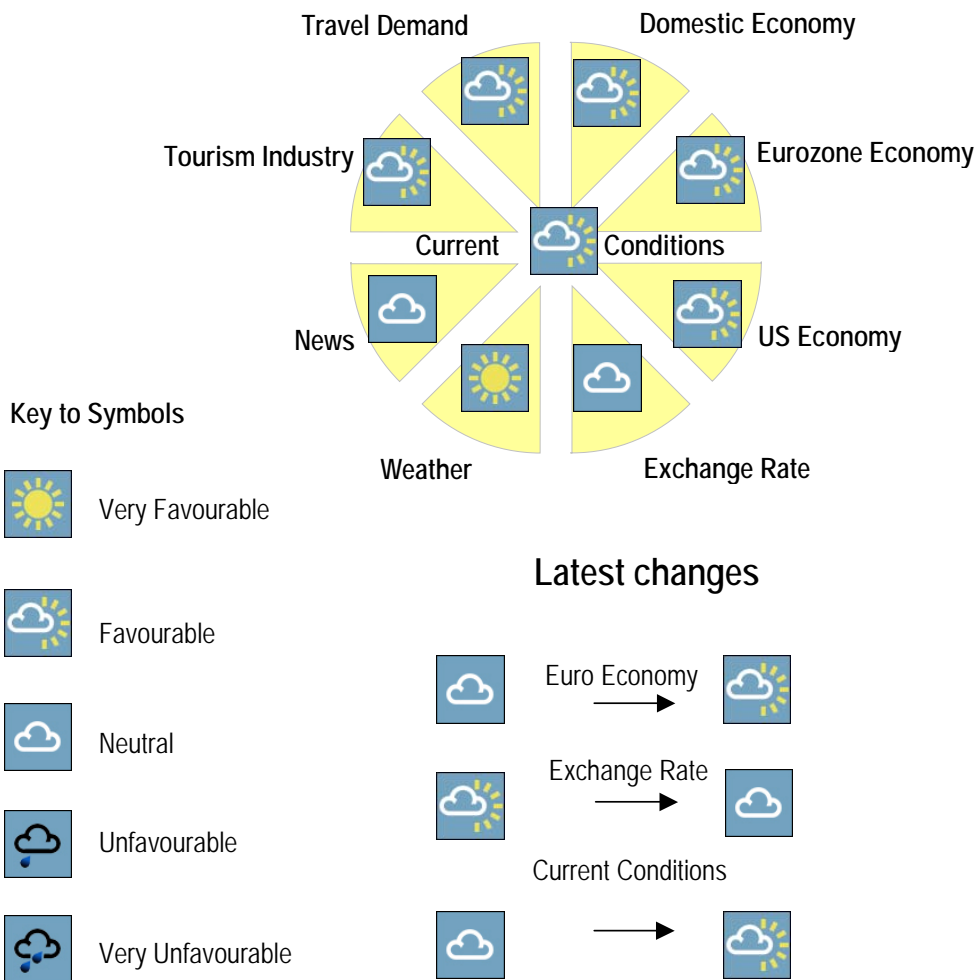 Travel Demand
Domestic Economy
Tourism Industry
Eurozone Economy
Current
Conditions
News
US Economy
Weather
Exchange Rate
Key to Symbols
Very Favourable
Favourable
Neutral
Unfavourable
Very Unfavourable
Latest changes
Euro Economy
Exchange Rate
Current Conditions